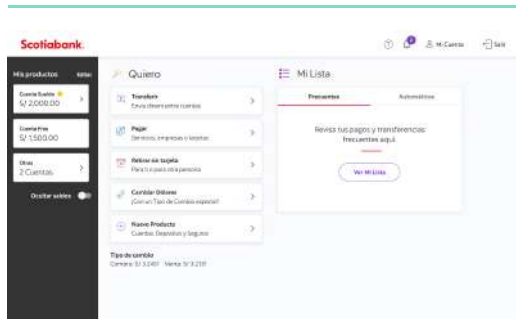 Scotiabank.
M-Cuenta
Salir
Mis productos
Cuenta Sueldo
S/ 2,000.00
Cuenta Free
S/ 1,500.00
Otras
2 Cuentas
Ocultar saldos
Quiero
Transferir
Envía dinero entre cuentas
Pagar
Servicios, empresas o tarjetas
Retiro sin tarjeta
Para ti o para otra persona
Cambiar Dólares
¡Con un Tipo de Cambio especial!
Nuevo Producto
Cuentas, Depósitos y Seguros
Tipo de cambio
Compra: S/ Venta: S/
Mi Lista
Frecuentes
Automáticos
Revisa tus pagos y transferencias
frecuentes aquí.
Ver Mi Lista